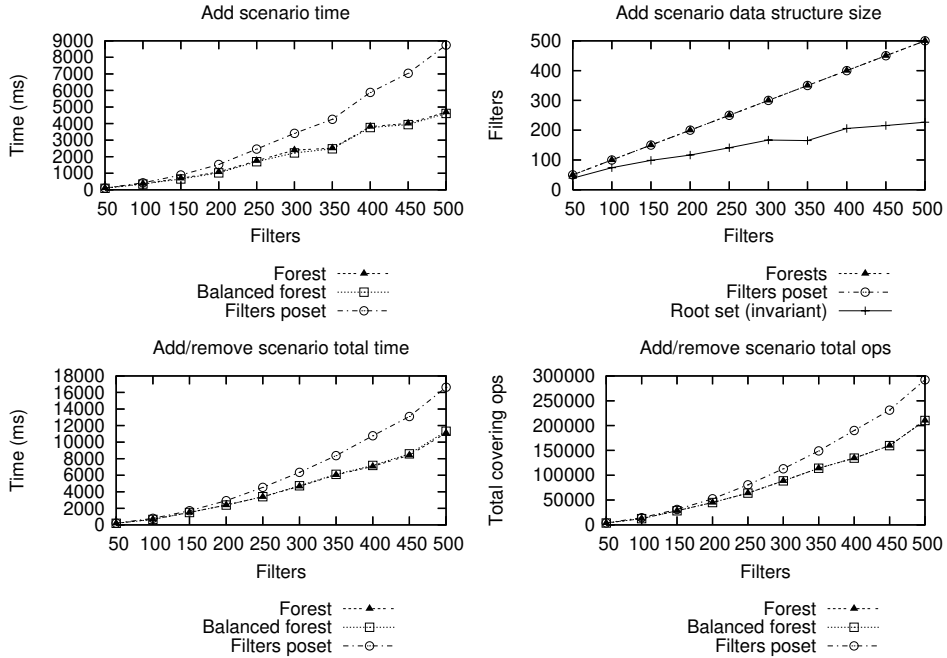 Add scenario time
9000
8000
7000
6000
5000
4000
3000
2000
1000
0
Time (ms)
50 100 150 200 250 300 350 400 450 500
Filters
Forest
Balanced forest
Filters poset
Add scenario data structure size
500
400
300
200
100
0
Filters
50 100 150 200 250 300 350 400 450 500
Filters
Forests
Filters poset
Root set (invariant)
Add/remove scenario total time
18000
16000
14000
12000
10000
8000
6000
4000
2000
0
Time (ms)
50 100 150 200 250 300 350 400 450 500
Filters
Forest
Balanced forest
Filters poset
Add/remove scenario total ops
300000
250000
200000
150000
100000
50000
0
Total covering ops
50 100 150 200 250 300 350 400 450 500
Filters
Forest
Balanced forest
Filters poset